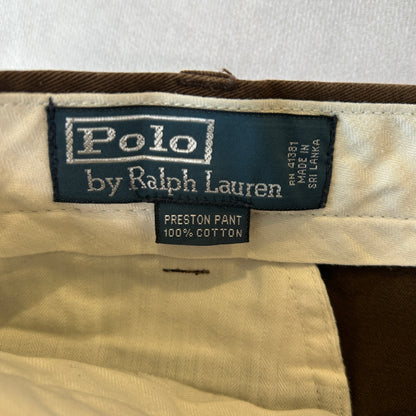 Polo
by Ralph Lauren
RN 41381
MADE IN
SRI LANKA
PRESTON PANT
100% COTTON